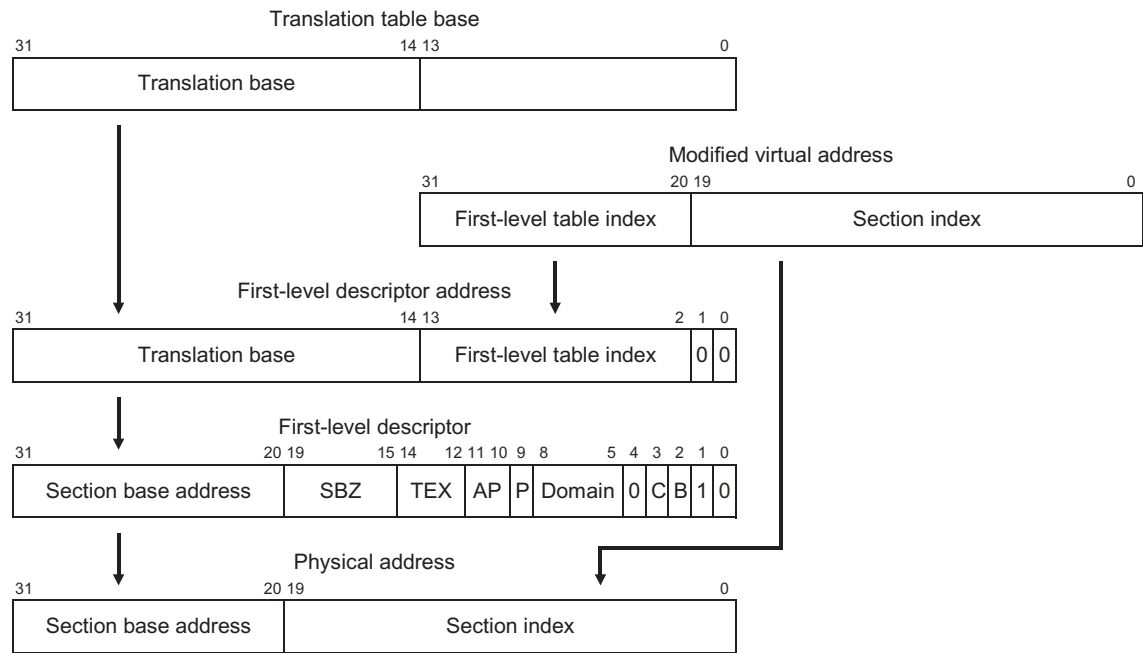 Translation table base
31 14 13 0
Translation base
Modified virtual address
31 20 19 0
First-level table index Section index
First-level descriptor address
31 14 13 2 1 0
Translation base First-level table index 0 0
First-level descriptor
31 20 19 15 14 12 11 10 9 8 5 4 3 2 1 0
Section base address SBZ TEX AP P Domain 0 C B 1 0
Physical address
31 20 19 0
Section base address Section index